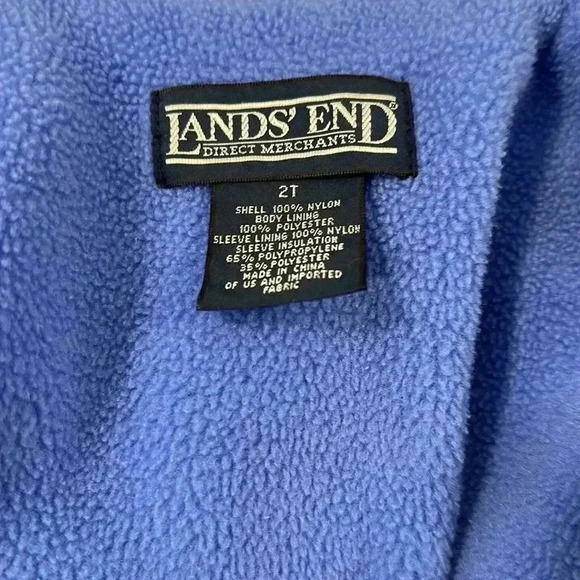 LANDS' END®
DIRECT MERCHANTS
2T
SHELL 100% NYLON
BODY LINING
100% POLYESTER
SLEEVE LINING 100% NYLON
SLEEVE INSULATION
65% POLYPROPYLENE
35% POLYESTER
MADE IN CHINA
OF US AND IMPORTED
FABRIC